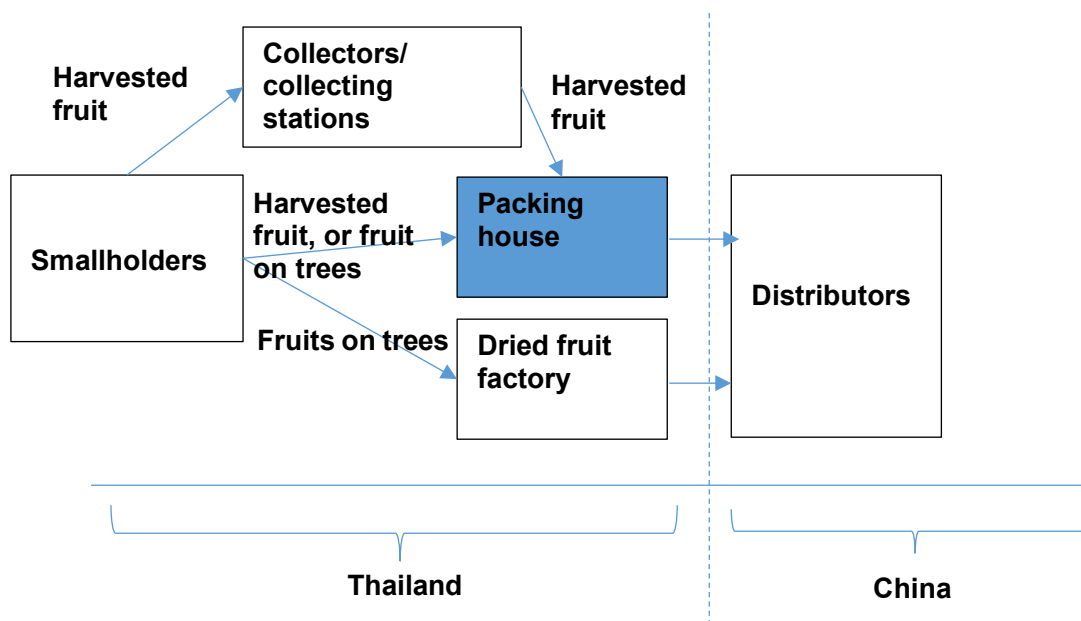 Collectors/
collecting
stations
Harvested
fruit
Harvested
fruit
Smallholders
Harvested
fruit, or fruit
on trees
Packing
house
Distributors
Fruits on trees
Dried fruit
factory
Thailand
China